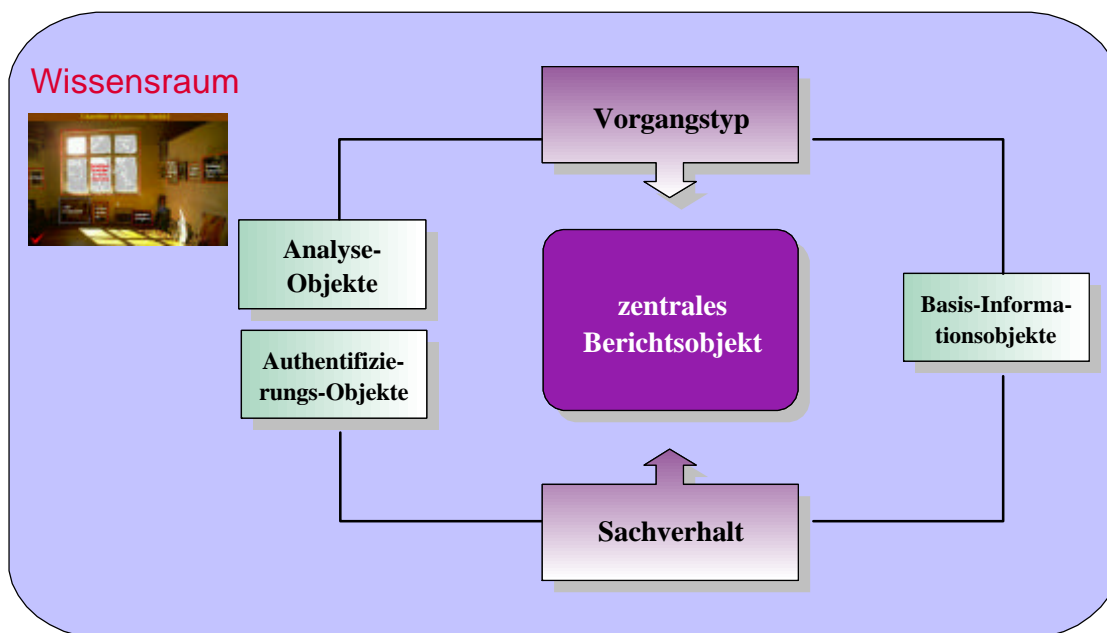 Wissensraum
Vorgangstyp
Analyse-
Objekte
zentrales
Berichtsobjekt
Basis-Informa-
tionsobjekte
Authentifizie-
rungs-Objekte
Sachverhalt